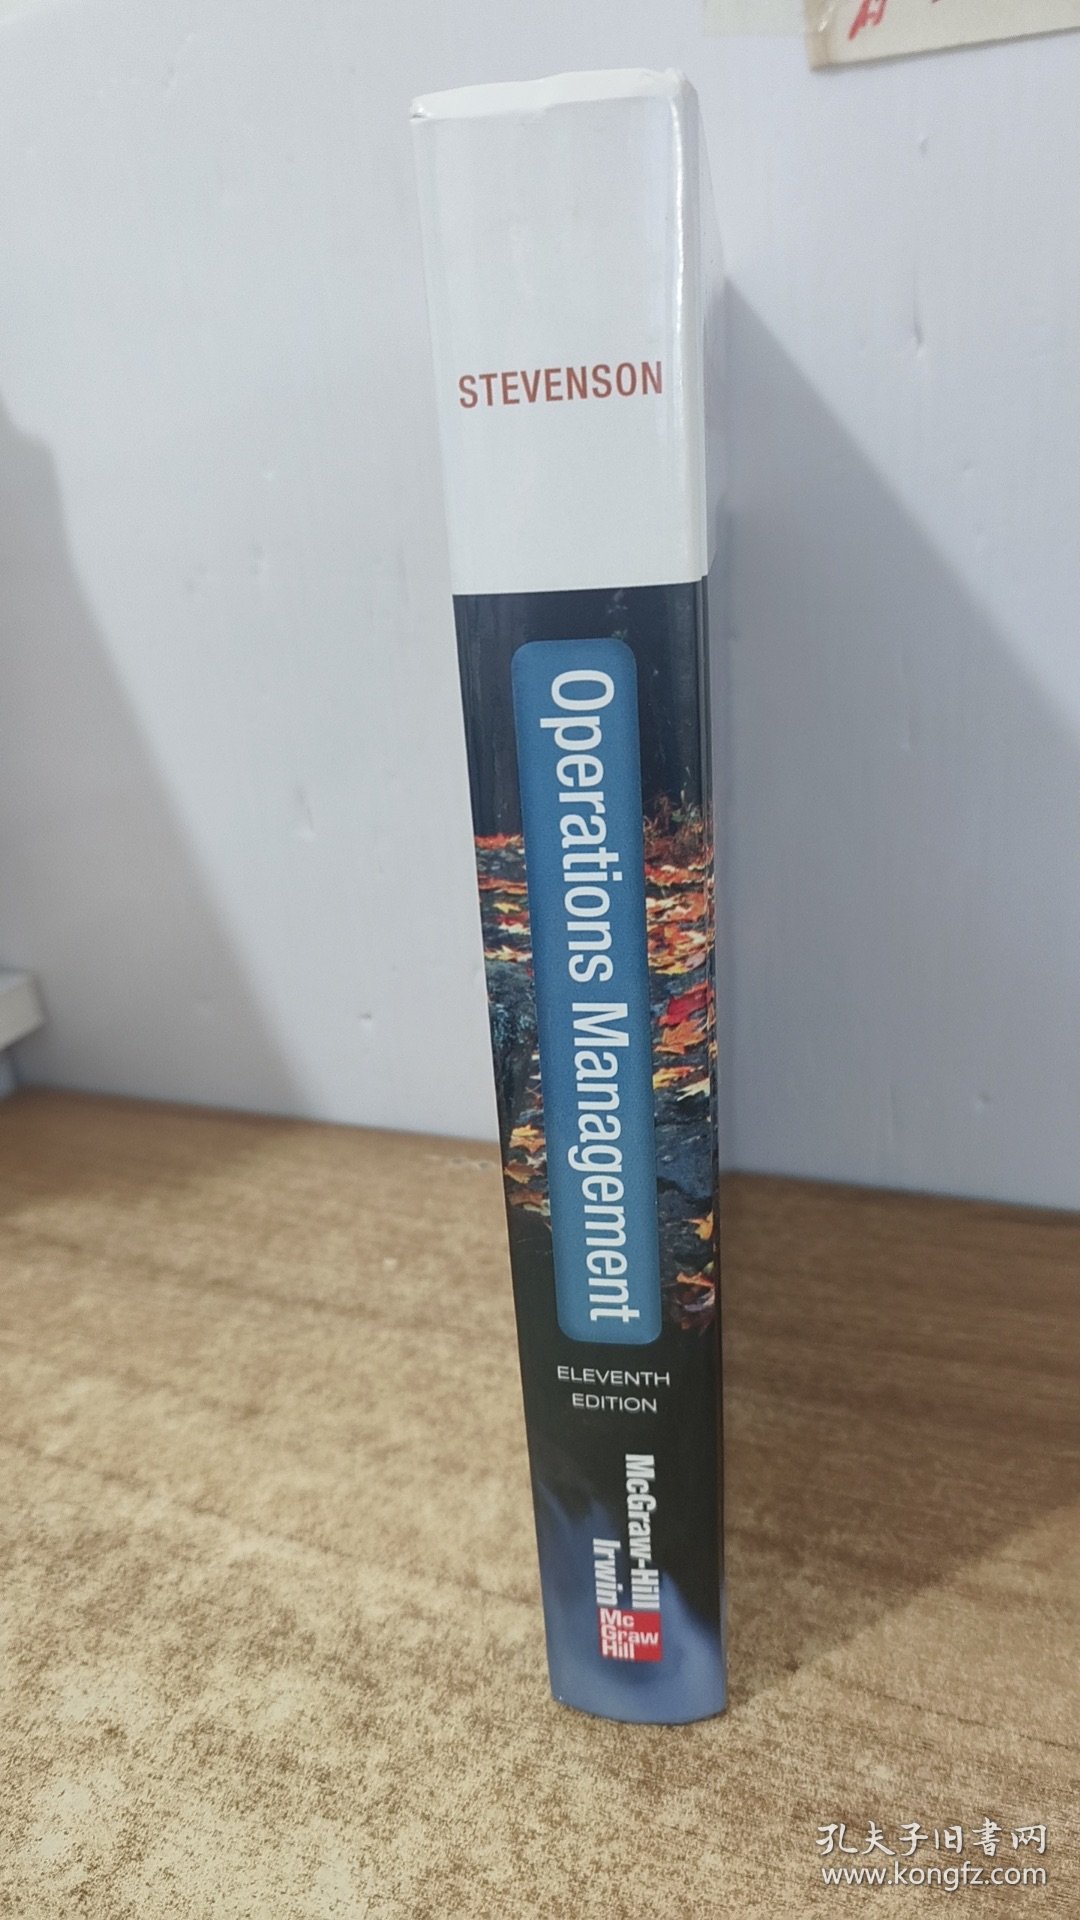 STEVENSON
Operations Management
ELEVENTH
EDITION
McGraw-Hill
Irwin
Mc
Graw
Hill
孔夫子旧書网
www.kongfz.com